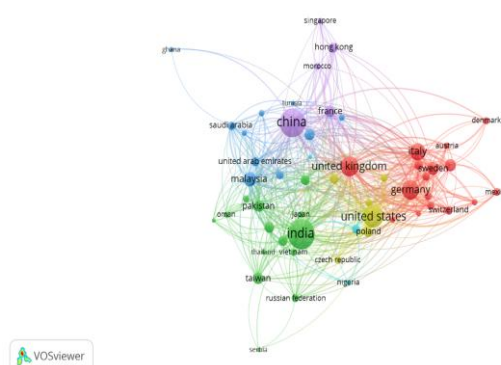 singapore
hong kong
morocco
ghana
tunisia
china
france
saudi arabia
denmark
italy
austria
united arab emirates
united kingdom
sweden
malaysia
germany
pakistan
switzerland
oman
japan
united states
india
poland
thailand
vietnam
czech republic
taiwan
nigeria
russian federation
serbia
VOSviewer